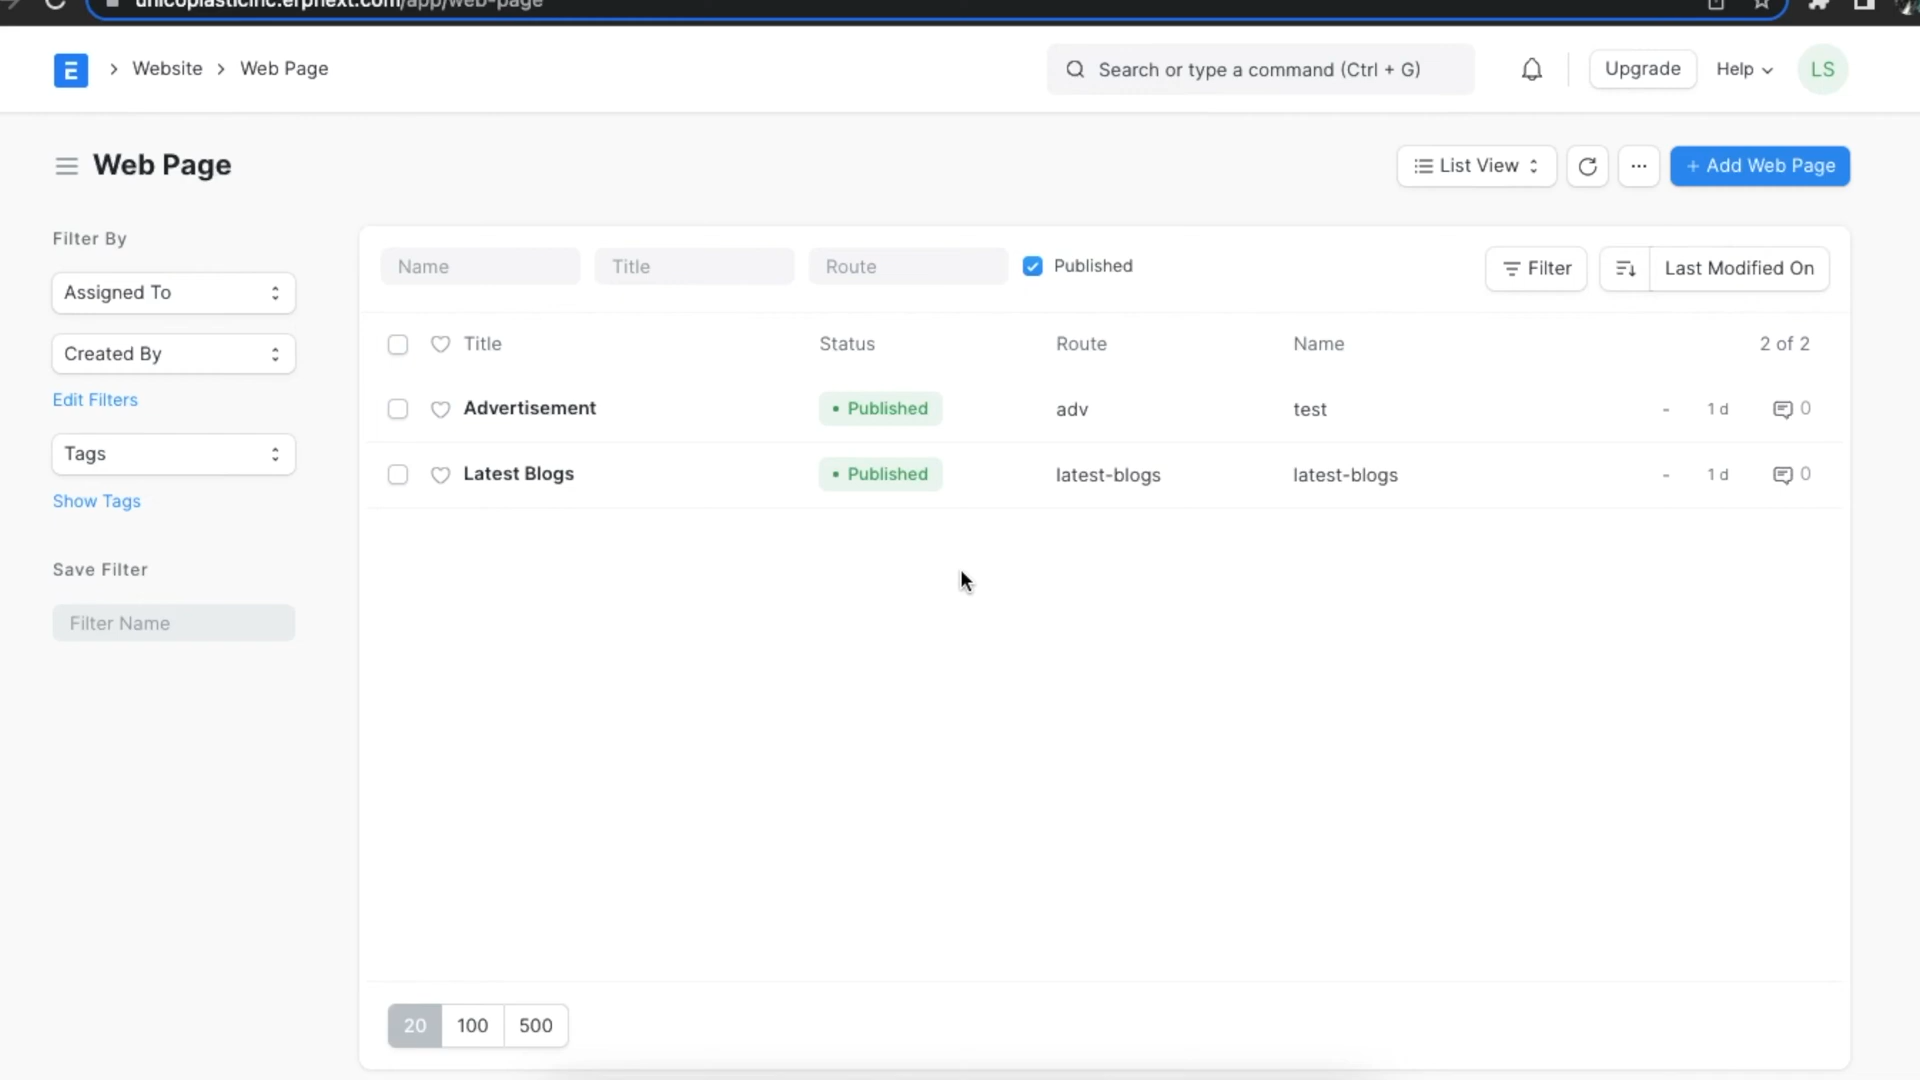 unicoplasticinc.erpnext.com/app/web-page
E Website Web Page Search or type a command (Ctrl + G) Upgrade Help LS
Web Page List View ... + Add Web Page
Filter By
Assigned To
Created By
Edit Filters
Tags
Show Tags
Save Filter
Filter Name
Name Title Route Published Filter Last Modified On
Title Status Route Name 2 of 2
Advertisement • Published adv test - 1 d 0
Latest Blogs • Published latest-blogs latest-blogs - 1 d 0
20 100 500